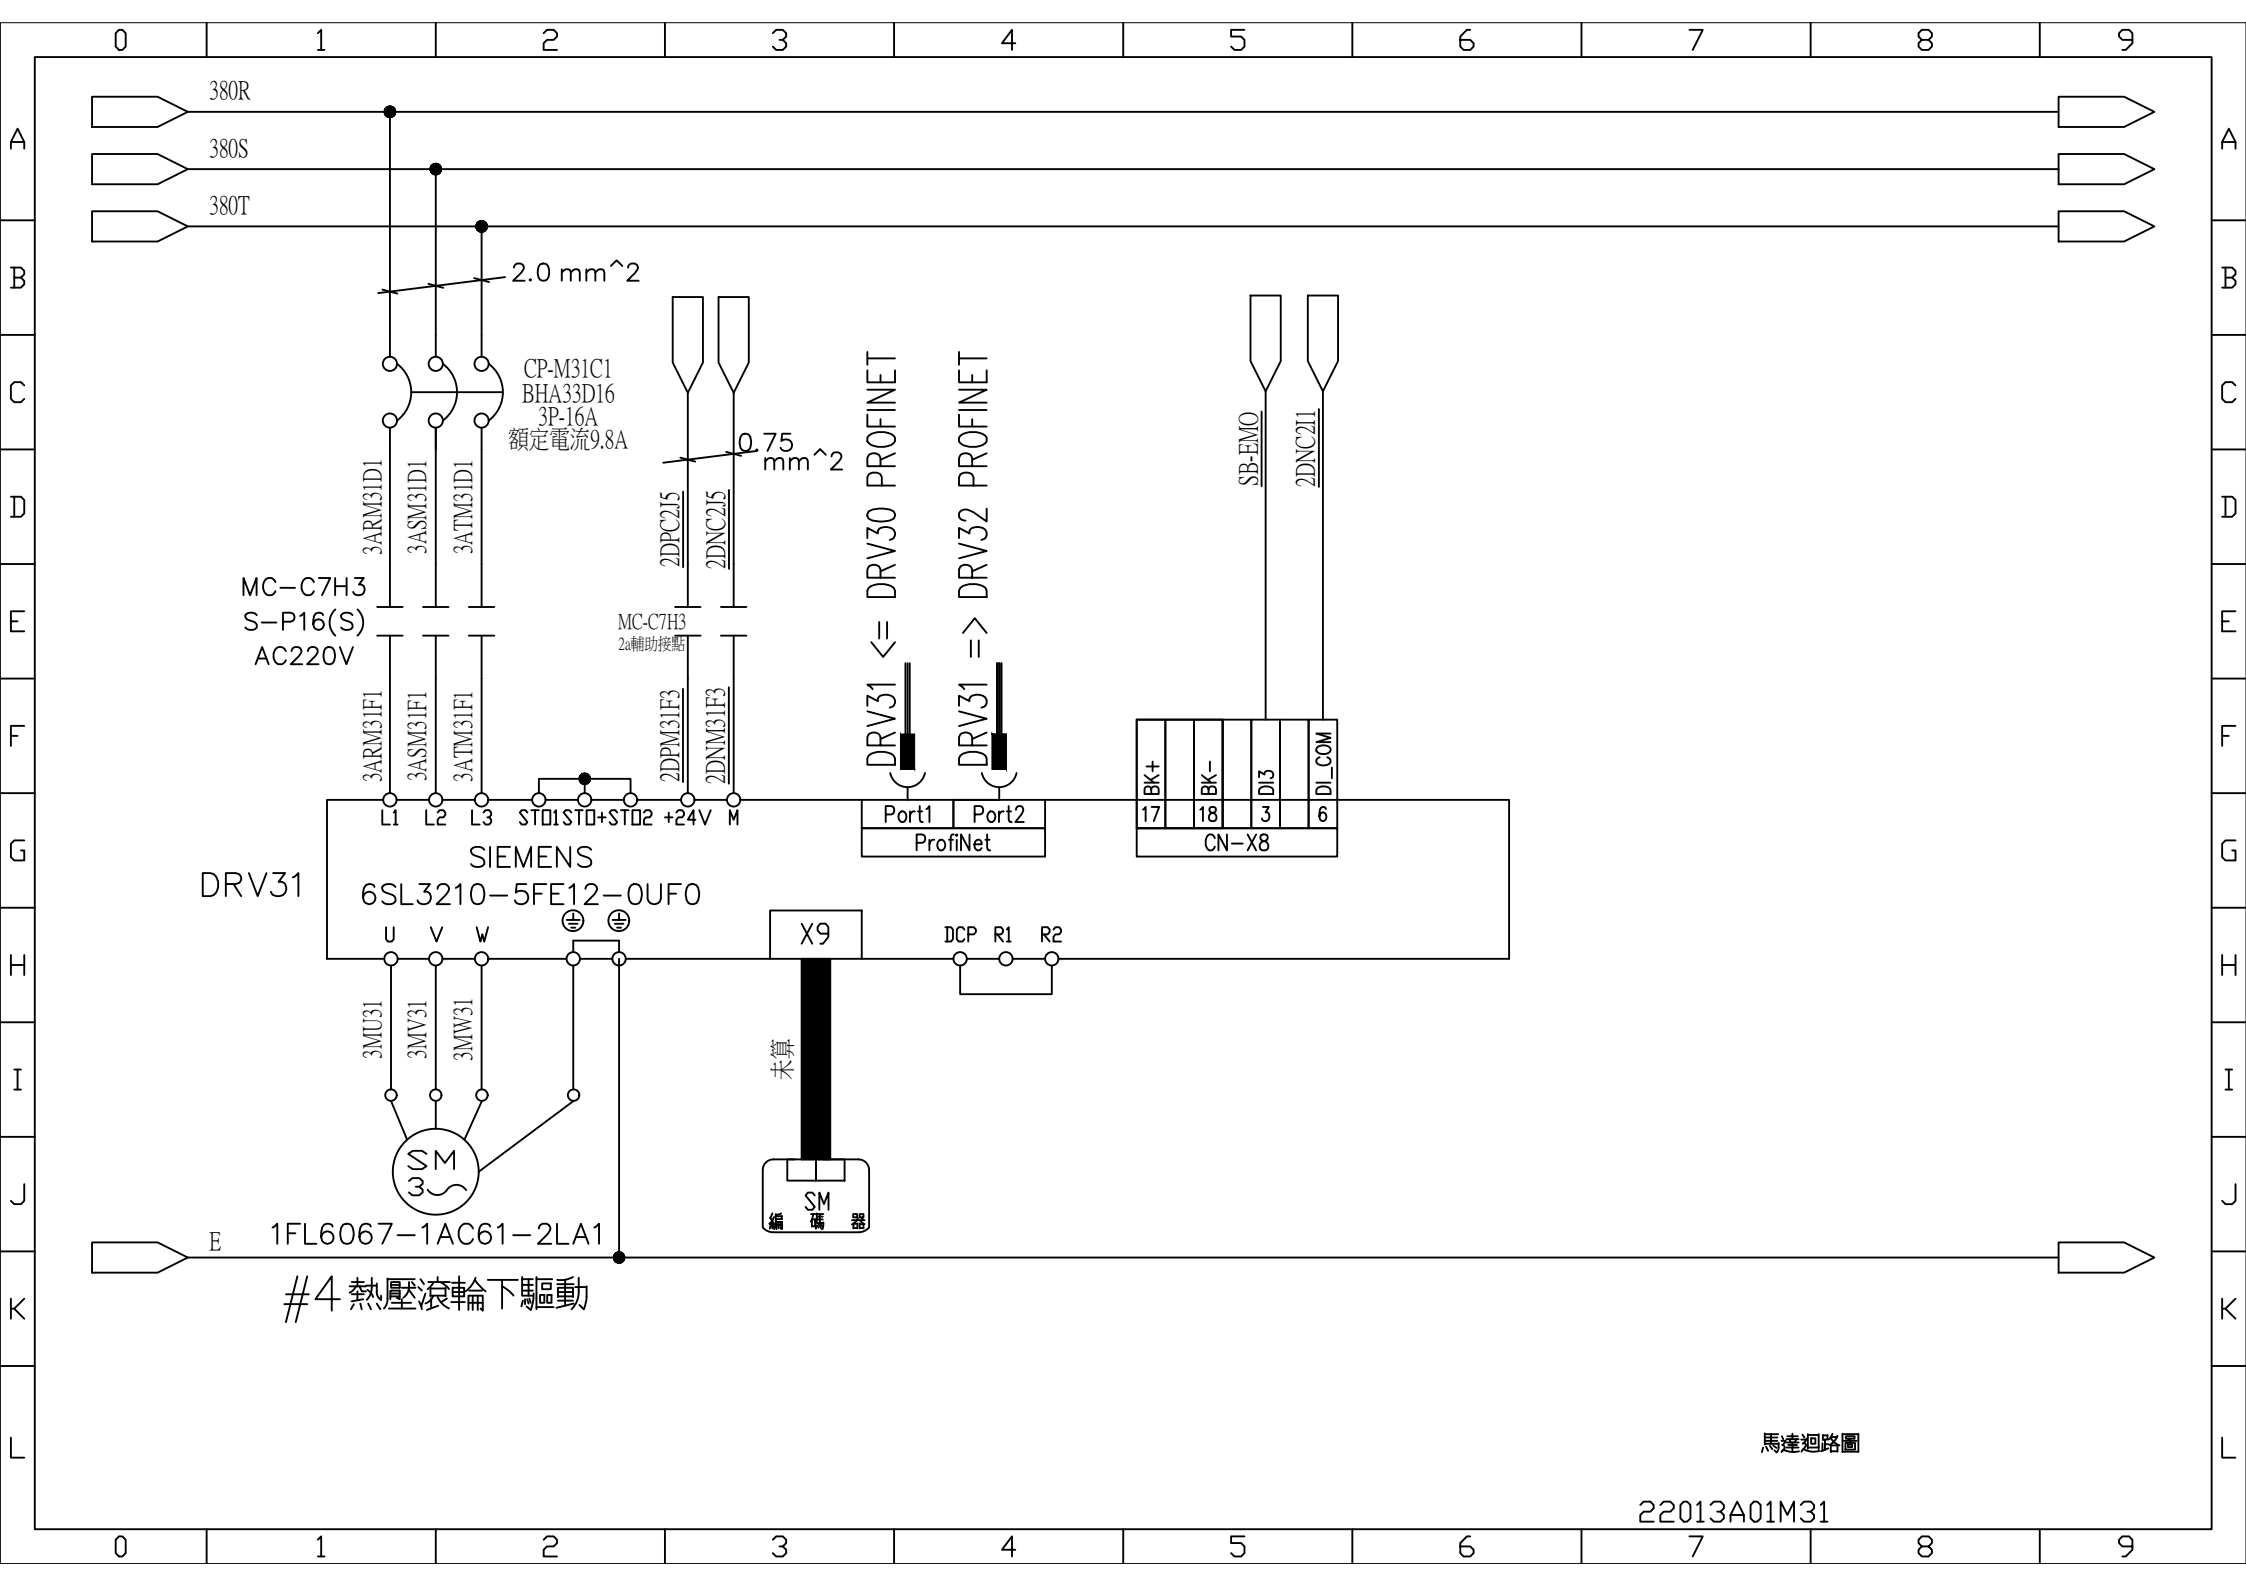 0 1 2 3 4 5 6 7 8 9
A
A
380R
380S
380T
B
B
2.0 mm^2
C
C
CP-M31C1
BHA33D16
3P-16A
額定電流9.8A
0.75
mm^2
D
D
3ARM31D1
3ASM31D1
3ATM31D1
2DPC2J5
2DNC2J5
DRV31 <= DRV30 PROFINET
DRV31 => DRV32 PROFINET
SB-EMO
2DNC2I1
E
E
MC-C7H3
S-P16(S)
AC220V
MC-C7H3
2a輔助接點
F
F
3ARM31F1
3ASM31F1
3ATM31F1
2DPM31F3
2DNM31F3
BK+
BK-
DI3
DI_COM
G
G
L1 L2 L3 STO1 STO+ STO2 +24V M
Port1 Port2
ProfiNet
17 18 3 6
CN-X8
SIEMENS
6SL3210-5FE12-0UF0
DRV31
H
H
U V W
X9
DCP R1 R2
3MU31
3MV31
3MW31
未算
I
I
J
J
SM
3~
SM
編 碼 器
1FL6067-1AC61-2LA1
E
K
K
#4 熱壓滾輪下驅動
L
L
馬達迴路圖
22013A01M31
0 1 2 3 4 5 6 7 8 9